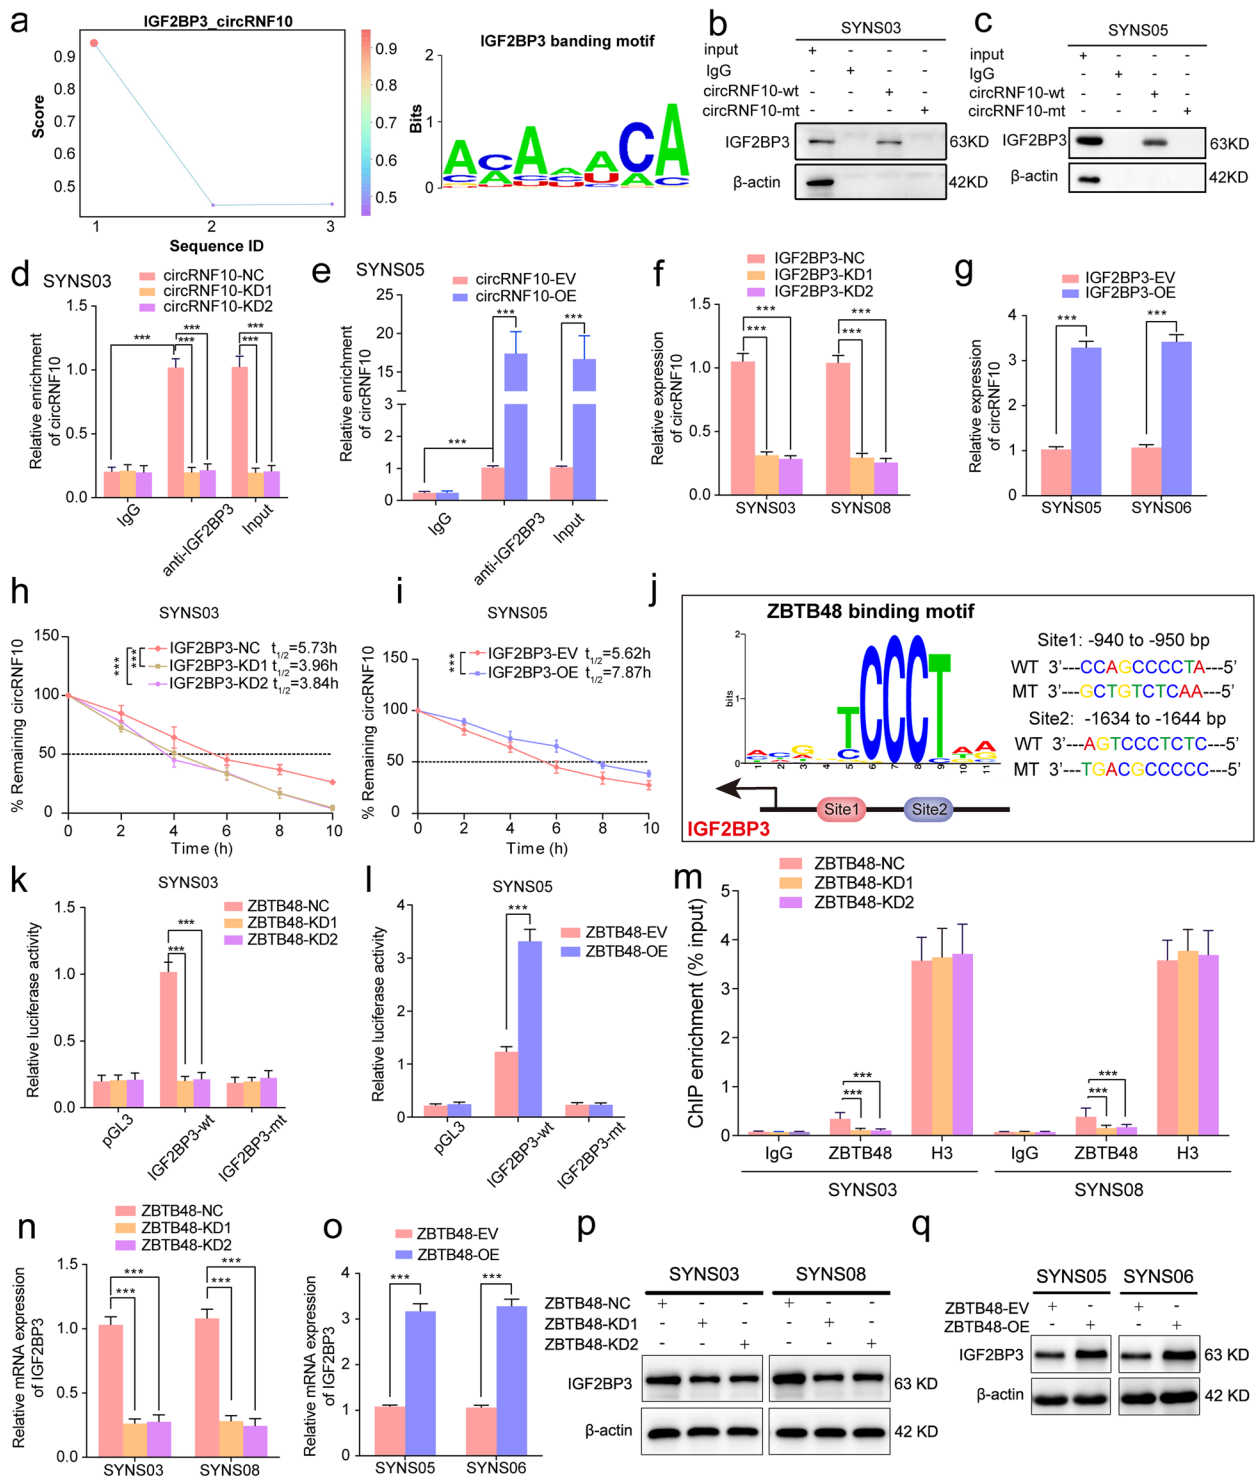 a
IGF2BP3_circRNF10
0.9
0.8
0.7
0.6
0.5
Score
1 2 3
Sequence ID
0.9
0.8
0.7
0.6
0.5
IGF2BP3 banding motif
2
1
0
Bits
b
SYNS03
input + - - -
IgG - + - -
circRNF10-wt - - + -
circRNF10-mt - - - +
IGF2BP3 63KD
β-actin 42KD
c
SYNS05
input + - - -
IgG - + - -
circRNF10-wt - - + -
circRNF10-mt - - - +
IGF2BP3 63KD
β-actin 42KD
d
SYNS03
circRNF10-NC
circRNF10-KD1
circRNF10-KD2
Relative enrichment
of circRNF10
1.5
1.0
0.5
0.0
*** *** *** *** ***
IgG anti-IGF2BP3 Input
e
SYNS05
circRNF10-EV
circRNF10-OE
Relative enrichment
of circRNF10
25
20
15
3
2
1
0
*** *** ***
IgG anti-IGF2BP3 Input
f
IGF2BP3-NC
IGF2BP3-KD1
IGF2BP3-KD2
Relative expression
of circRNF10
1.5
1.0
0.5
0.0
*** *** *** ***
SYNS03 SYNS08
g
IGF2BP3-EV
IGF2BP3-OE
Relative expression
of circRNF10
4
3
2
1
0
*** ***
SYNS05 SYNS06
h
SYNS03
% Remaining circRNF10
150
100
50
0
*** ***
IGF2BP3-NC t1/2=5.73h
IGF2BP3-KD1 t1/2=3.96h
IGF2BP3-KD2 t1/2=3.84h
0 2 4 6 8 10
Time (h)
i
SYNS05
% Remaining circRNF10
150
100
50
0
***
IGF2BP3-EV t1/2=5.62h
IGF2BP3-OE t1/2=7.87h
0 2 4 6 8 10
Time (h)
j
ZBTB48 binding motif
2
1
0
bits
1 2 3 4 5 6 7 8 9 10 11
Site1 Site2
IGF2BP3
Site1: -940 to -950 bp
WT 3'---CCAGCCCCTA---5'
MT 3'---GCTGTCTCAA---5'
Site2: -1634 to -1644 bp
WT 3'---AGTCCCTCTC---5'
MT 3'---TGACGCCCCC---5'
k
SYNS03
ZBTB48-NC
ZBTB48-KD1
ZBTB48-KD2
Relative luciferase activity
1.5
1.0
0.5
0.0
*** ***
pGL3 IGF2BP3-wt IGF2BP3-mt
l
SYNS05
ZBTB48-EV
ZBTB48-OE
Relative luciferase activity
4
3
2
1
0
***
pGL3 IGF2BP3-wt IGF2BP3-mt
m
ZBTB48-NC
ZBTB48-KD1
ZBTB48-KD2
ChIP enrichment (% input)
5
4
3
2
1
0
*** *** *** ***
IgG ZBTB48 H3 IgG ZBTB48 H3
SYNS03 SYNS08
n
ZBTB48-NC
ZBTB48-KD1
ZBTB48-KD2
Relative mRNA expression
of IGF2BP3
1.5
1.0
0.5
0.0
*** *** *** ***
SYNS03 SYNS08
o
ZBTB48-EV
ZBTB48-OE
Relative mRNA expression
of IGF2BP3
4
3
2
1
0
*** ***
SYNS05 SYNS06
p
SYNS03 SYNS08
ZBTB48-NC + - - + - -
ZBTB48-KD1 - + - - + -
ZBTB48-KD2 - - + - - +
IGF2BP3 63 KD
β-actin 42 KD
q
SYNS05 SYNS06
ZBTB48-EV + - + -
ZBTB48-OE - + - +
IGF2BP3 63 KD
β-actin 42 KD